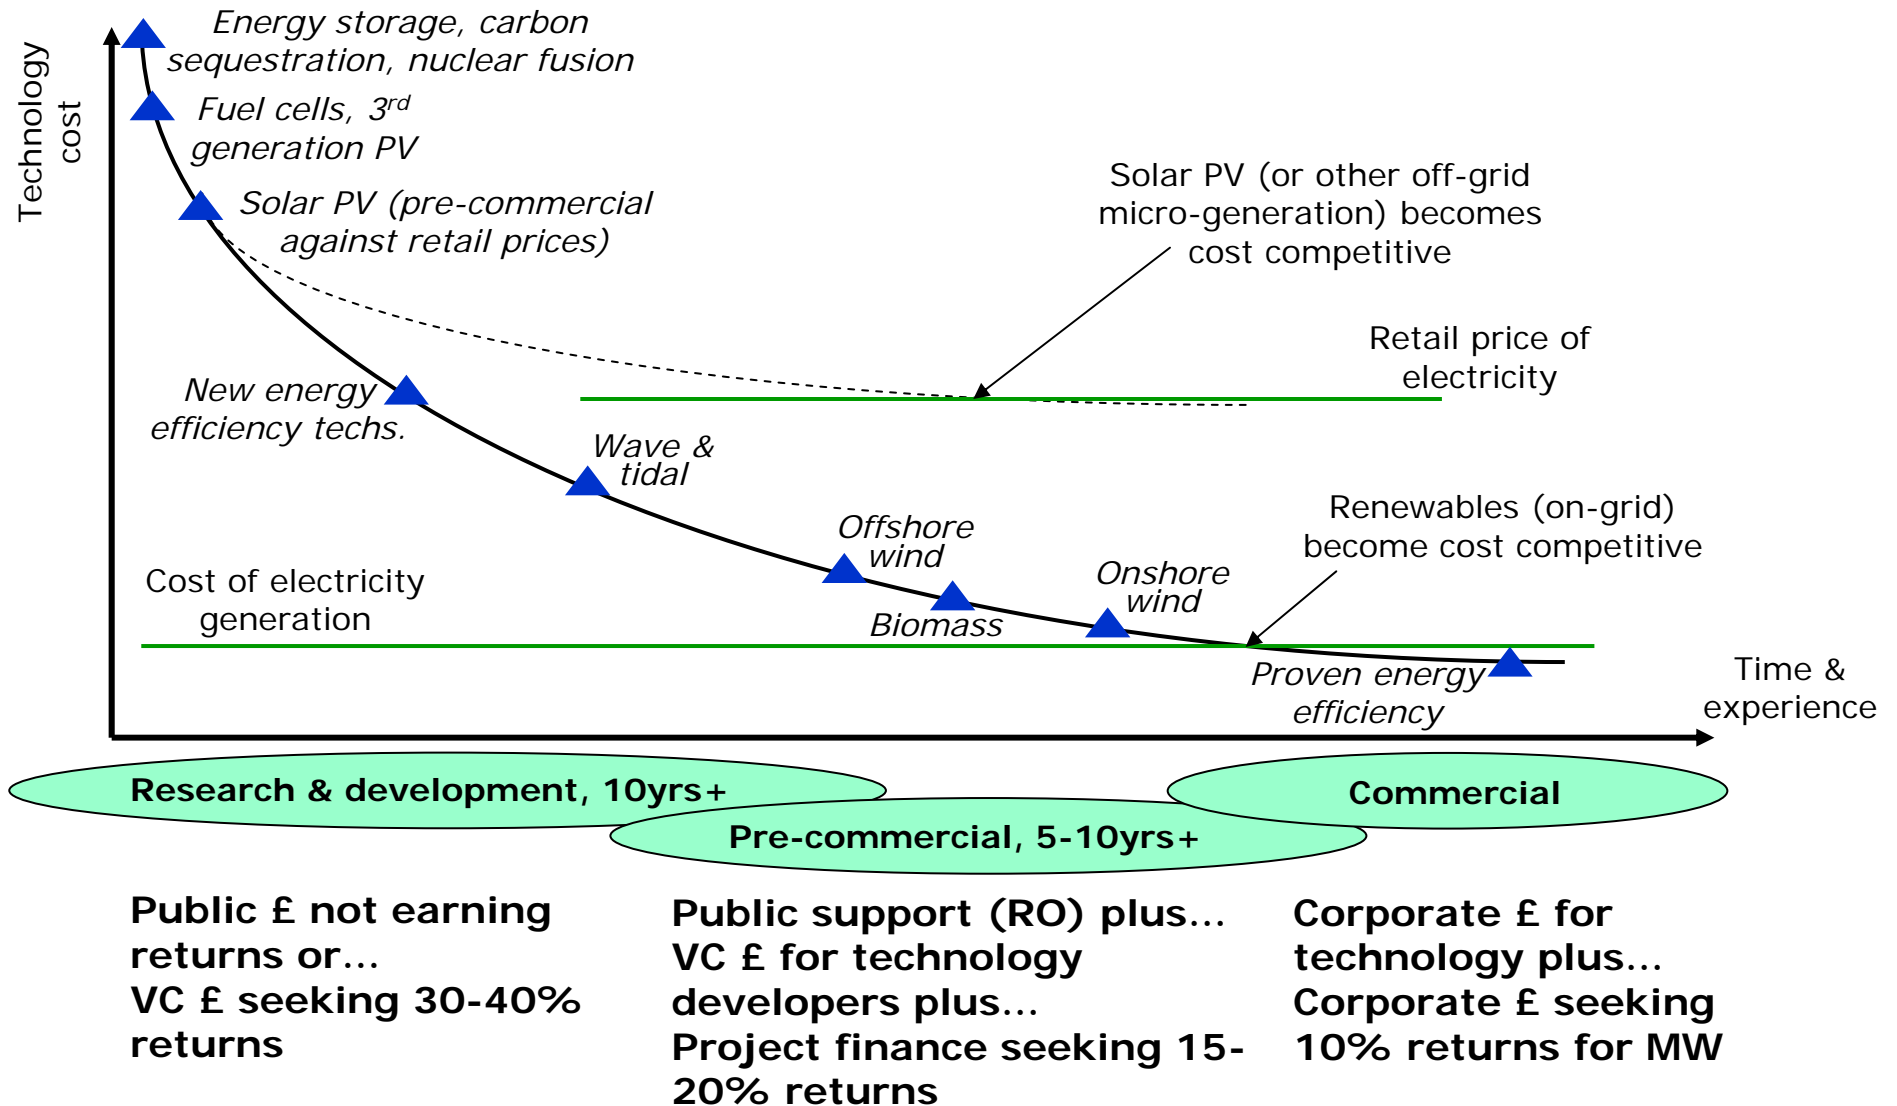 Technology
cost
Energy storage, carbon
sequestration, nuclear fusion
Fuel cells, 3rd
generation PV
Solar PV (pre-commercial
against retail prices)
Solar PV (or other off-grid
micro-generation) becomes
cost competitive
Retail price of
electricity
New energy
efficiency techs.
Wave &
tidal
Offshore
wind
Renewables (on-grid)
become cost competitive
Onshore
wind
Cost of electricity
generation
Biomass
Proven energy
efficiency
Time &
experience
Research & development, 10yrs+
Pre-commercial, 5-10yrs+
Commercial
Public £ not earning
returns or…
VC £ seeking 30-40%
returns
Public support (RO) plus…
VC £ for technology
developers plus…
Project finance seeking 15-
20% returns
Corporate £ for
technology plus…
Corporate £ seeking
10% returns for MW